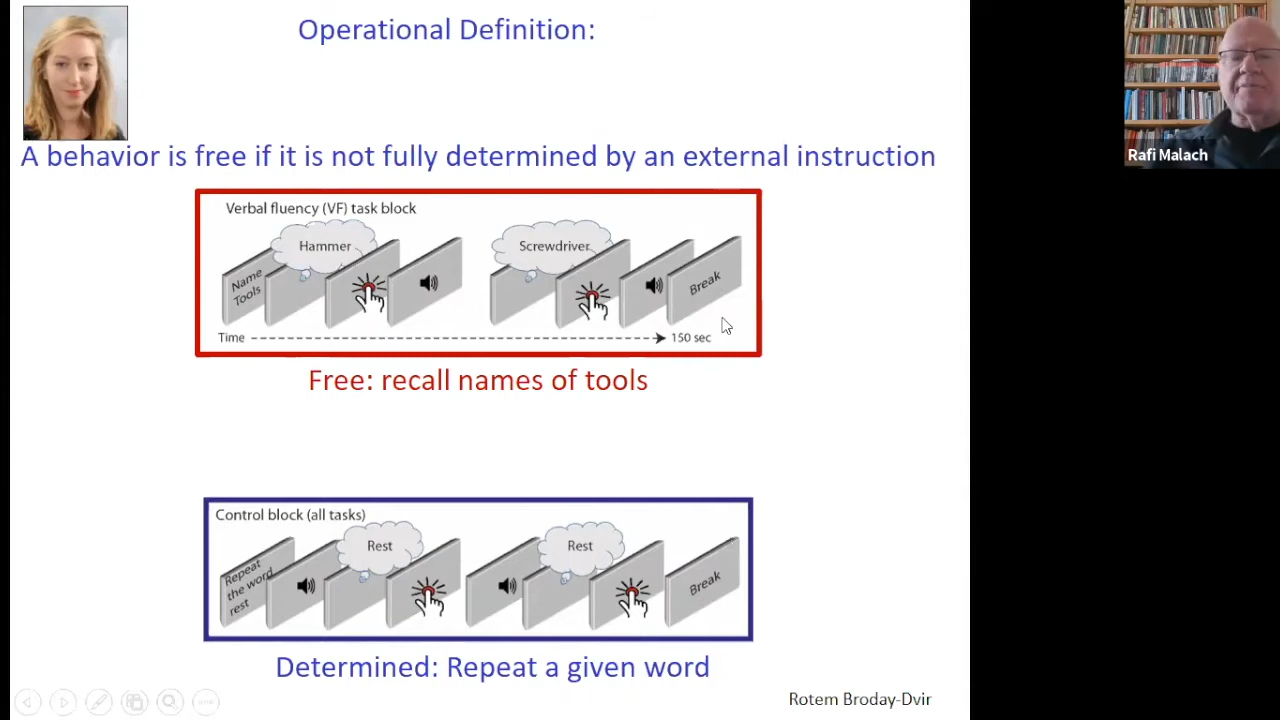 Operational Definition:
A behavior is free if it is not fully determined by an external instruction
Verbal fluency (VF) task block
Hammer
Screwdriver
Name
Tools
Break
Time
150 sec
Free: recall names of tools
Control block (all tasks)
Rest
Rest
Repeat
the word
rest
Break
Determined: Repeat a given word
Rotem Broday-Dvir
Rafi Malach